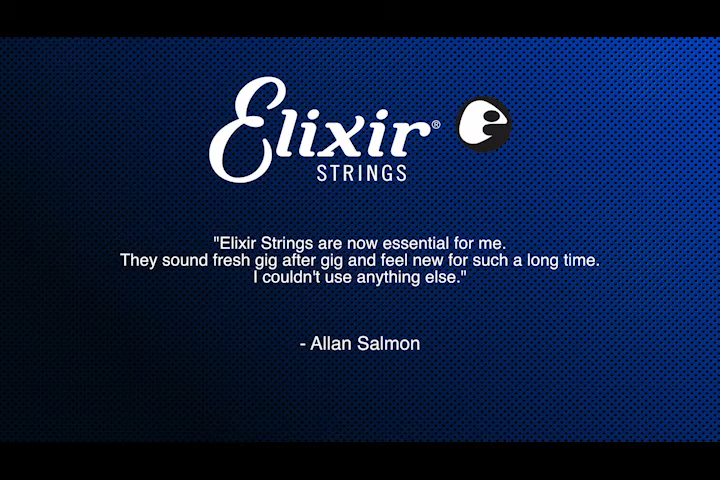 Elixir®
STRINGS
"Elixir Strings are now essential for me.
They sound fresh gig after gig and feel new for such a long time.
I couldn't use anything else."
- Allan Salmon